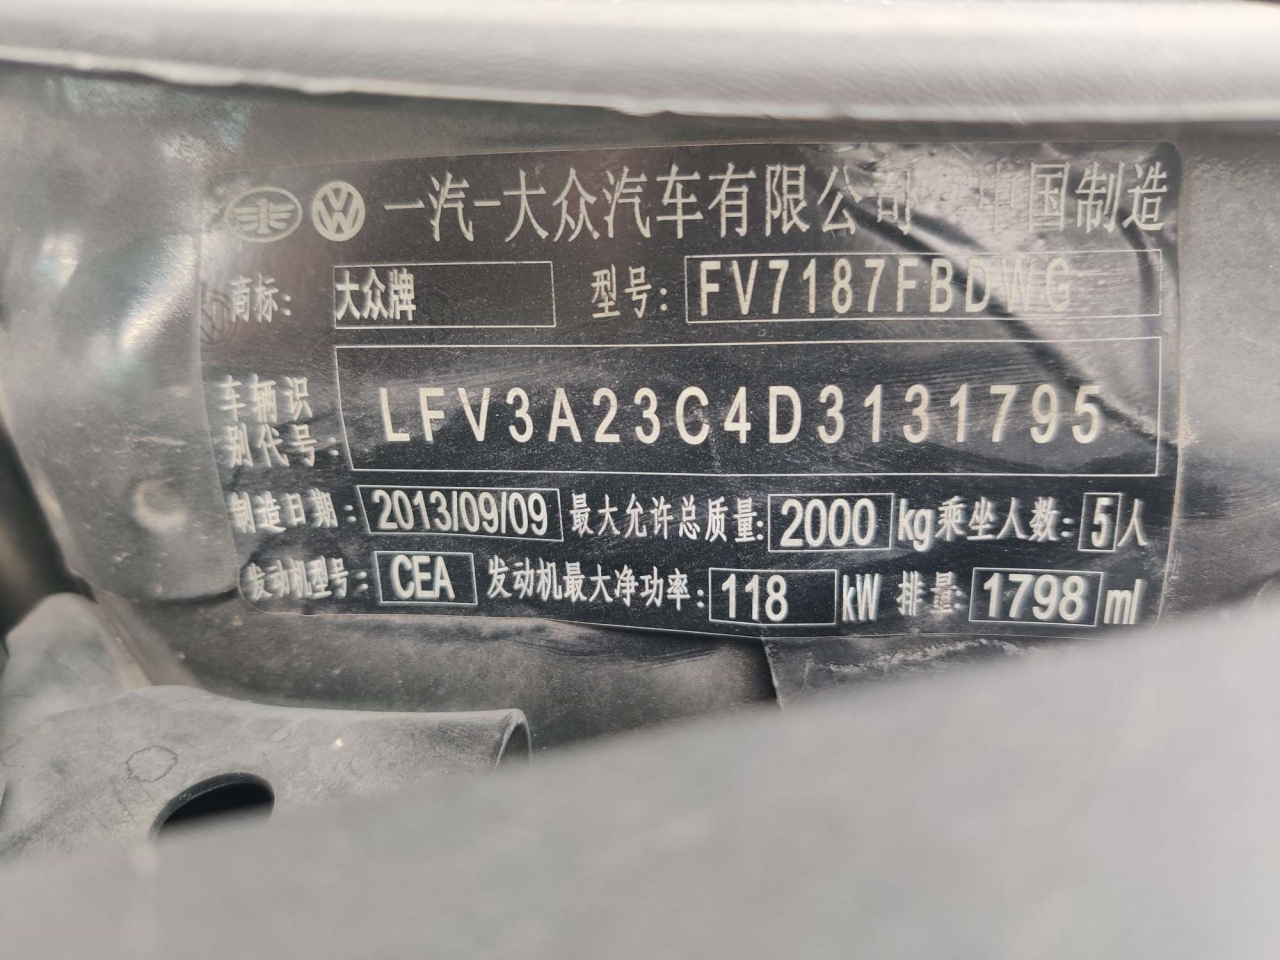 一汽-大众汽车有限公司 中国制造
商标: 大众牌 型号: FV7187FBDWG
车辆识别代号: LFV3A23C4D3131795
制造日期: 2013/09/09 最大允许总质量: 2000 kg 乘坐人数: 5人
发动机型号: CEA 发动机最大净功率: 118 kW 排量: 1798 ml